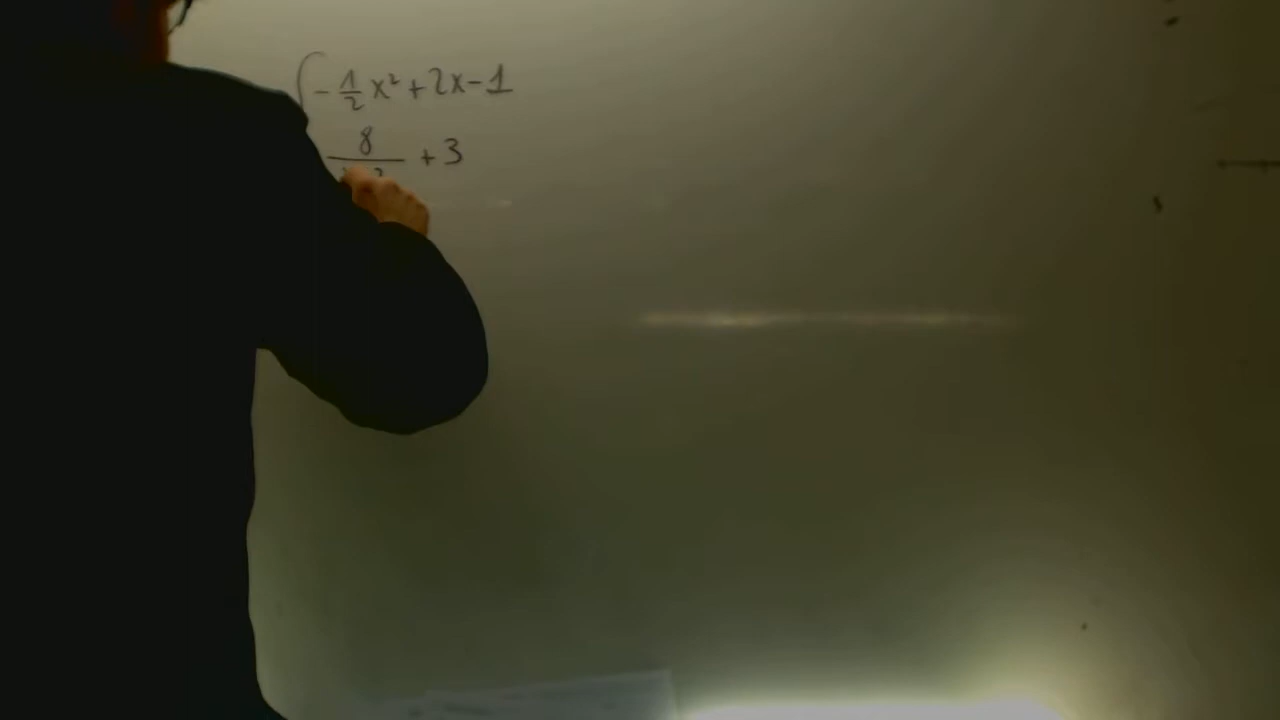 -1/2 x² + 2x - 1
8/ + 3